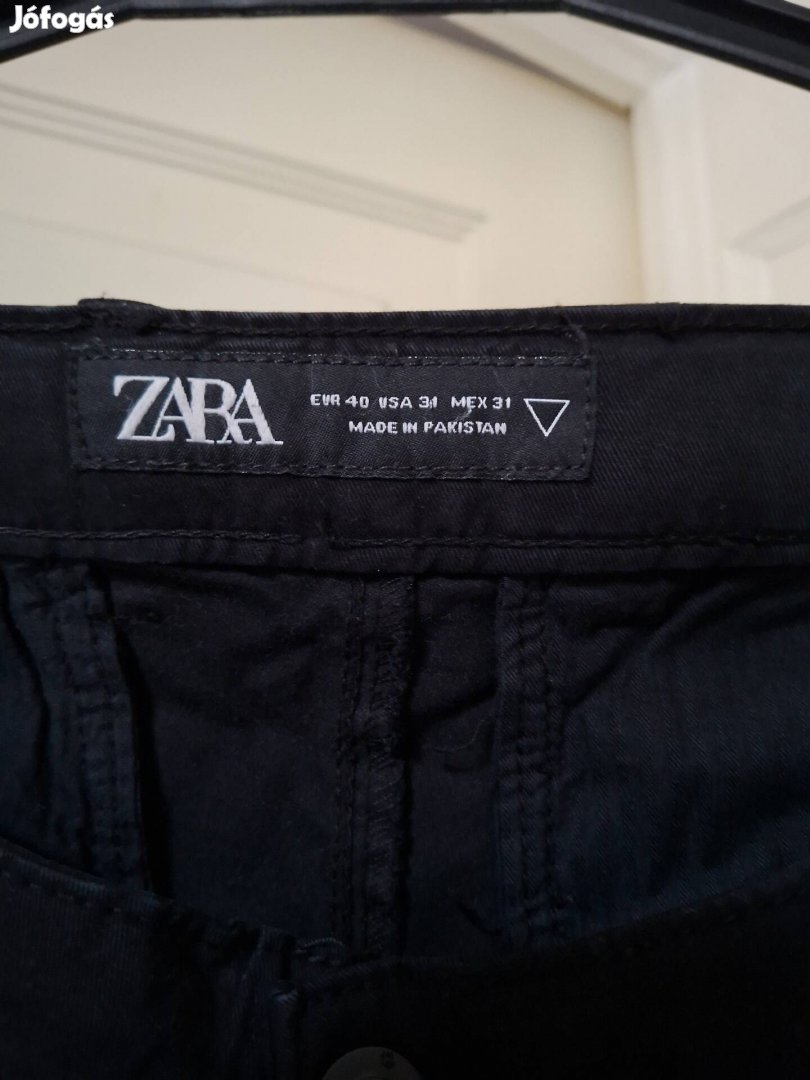 Jófogás
ZARA
EUR 40 USA 31 MEX 31
MADE IN PAKISTAN